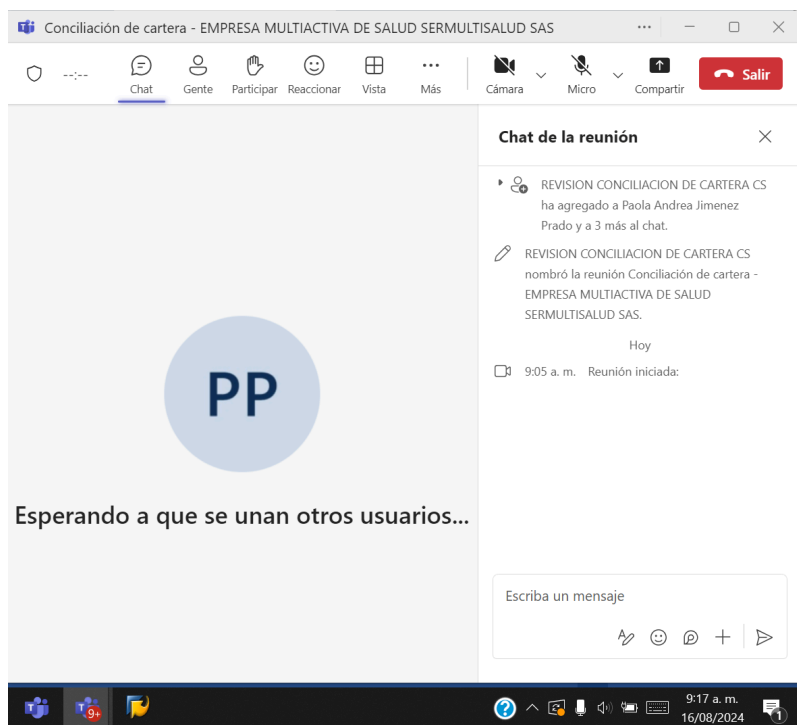 Conciliación de cartera - EMPRESA MULTIACTIVA DE SALUD SERMULTISALUD SAS
--:--
Chat
Gente
Participar
Reaccionar
Vista
Más
Cámara
Micro
Compartir
Salir
Chat de la reunión
REVISION CONCILIACION DE CARTERA CS
ha agregado a Paola Andrea Jimenez
Prado y a 3 más al chat.
REVISION CONCILIACION DE CARTERA CS
nombró la reunión Conciliación de cartera -
EMPRESA MULTIACTIVA DE SALUD
SERMULTISALUD SAS.
Hoy
9:05 a. m. Reunión iniciada:
PP
Esperando a que se unan otros usuarios...
Escriba un mensaje
9+
9:17 a. m.
16/08/2024
1